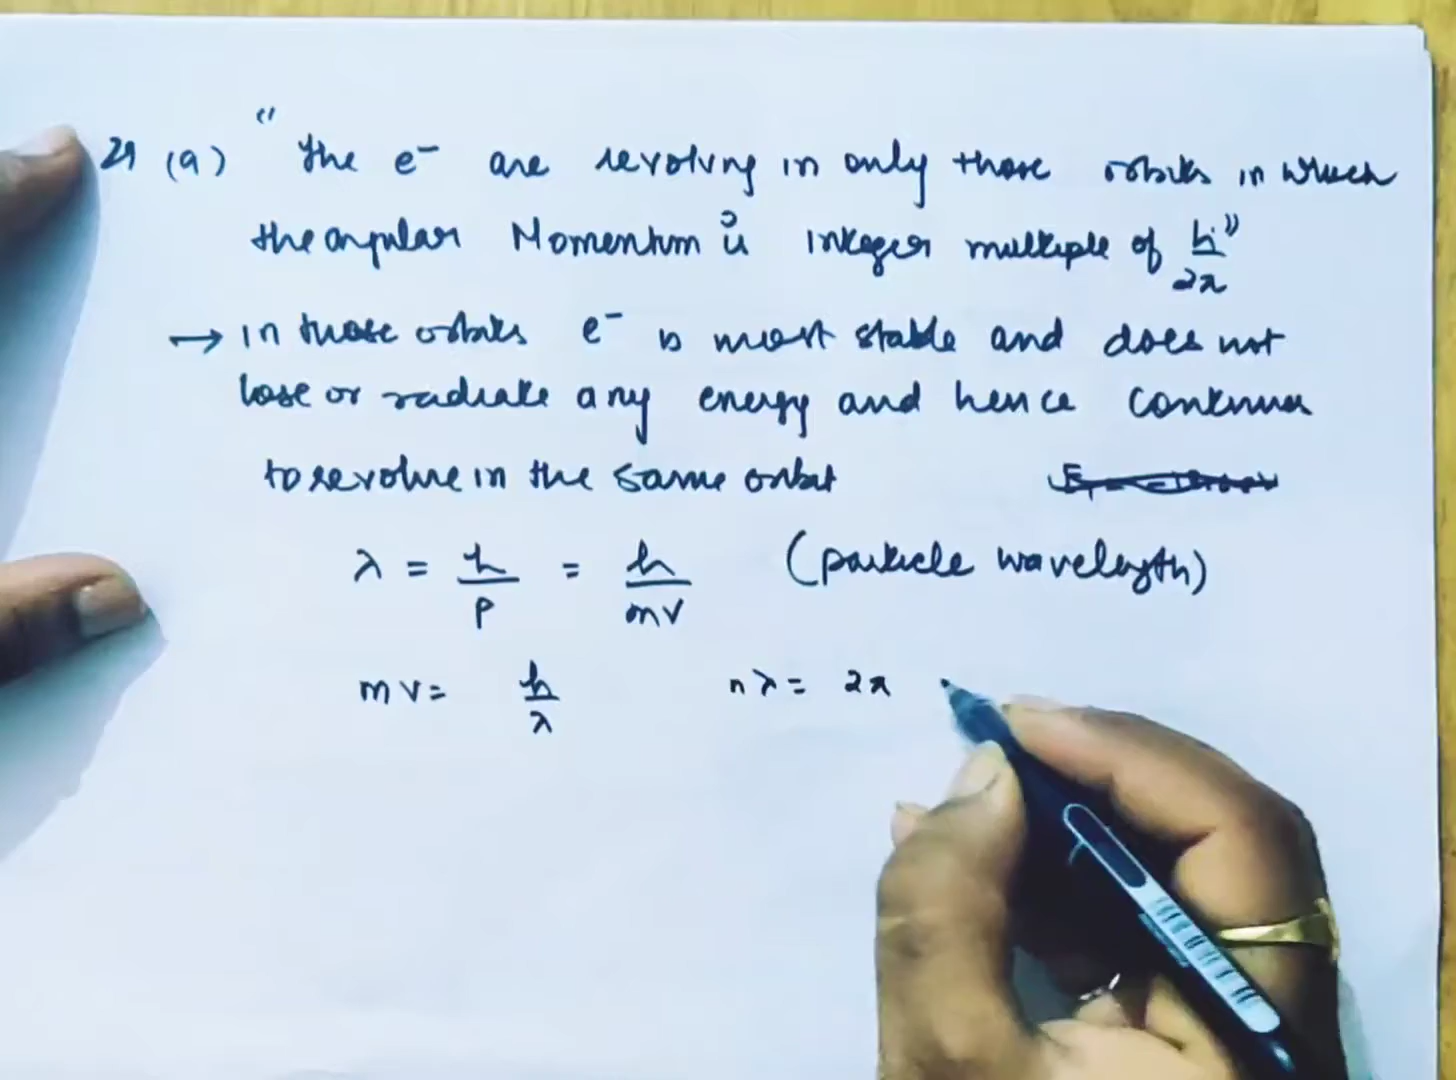 21 (a) "The e⁻ are revolving in only those orbits in which
the angular Momentum is integer multiple of h/2π"
→ in those orbits e⁻ is most stable and does not
lose or radiate any energy and hence continues
to revolve in the same orbit
λ = h/p = h/mv (particle wavelength)
mv = h/λ nλ = 2π